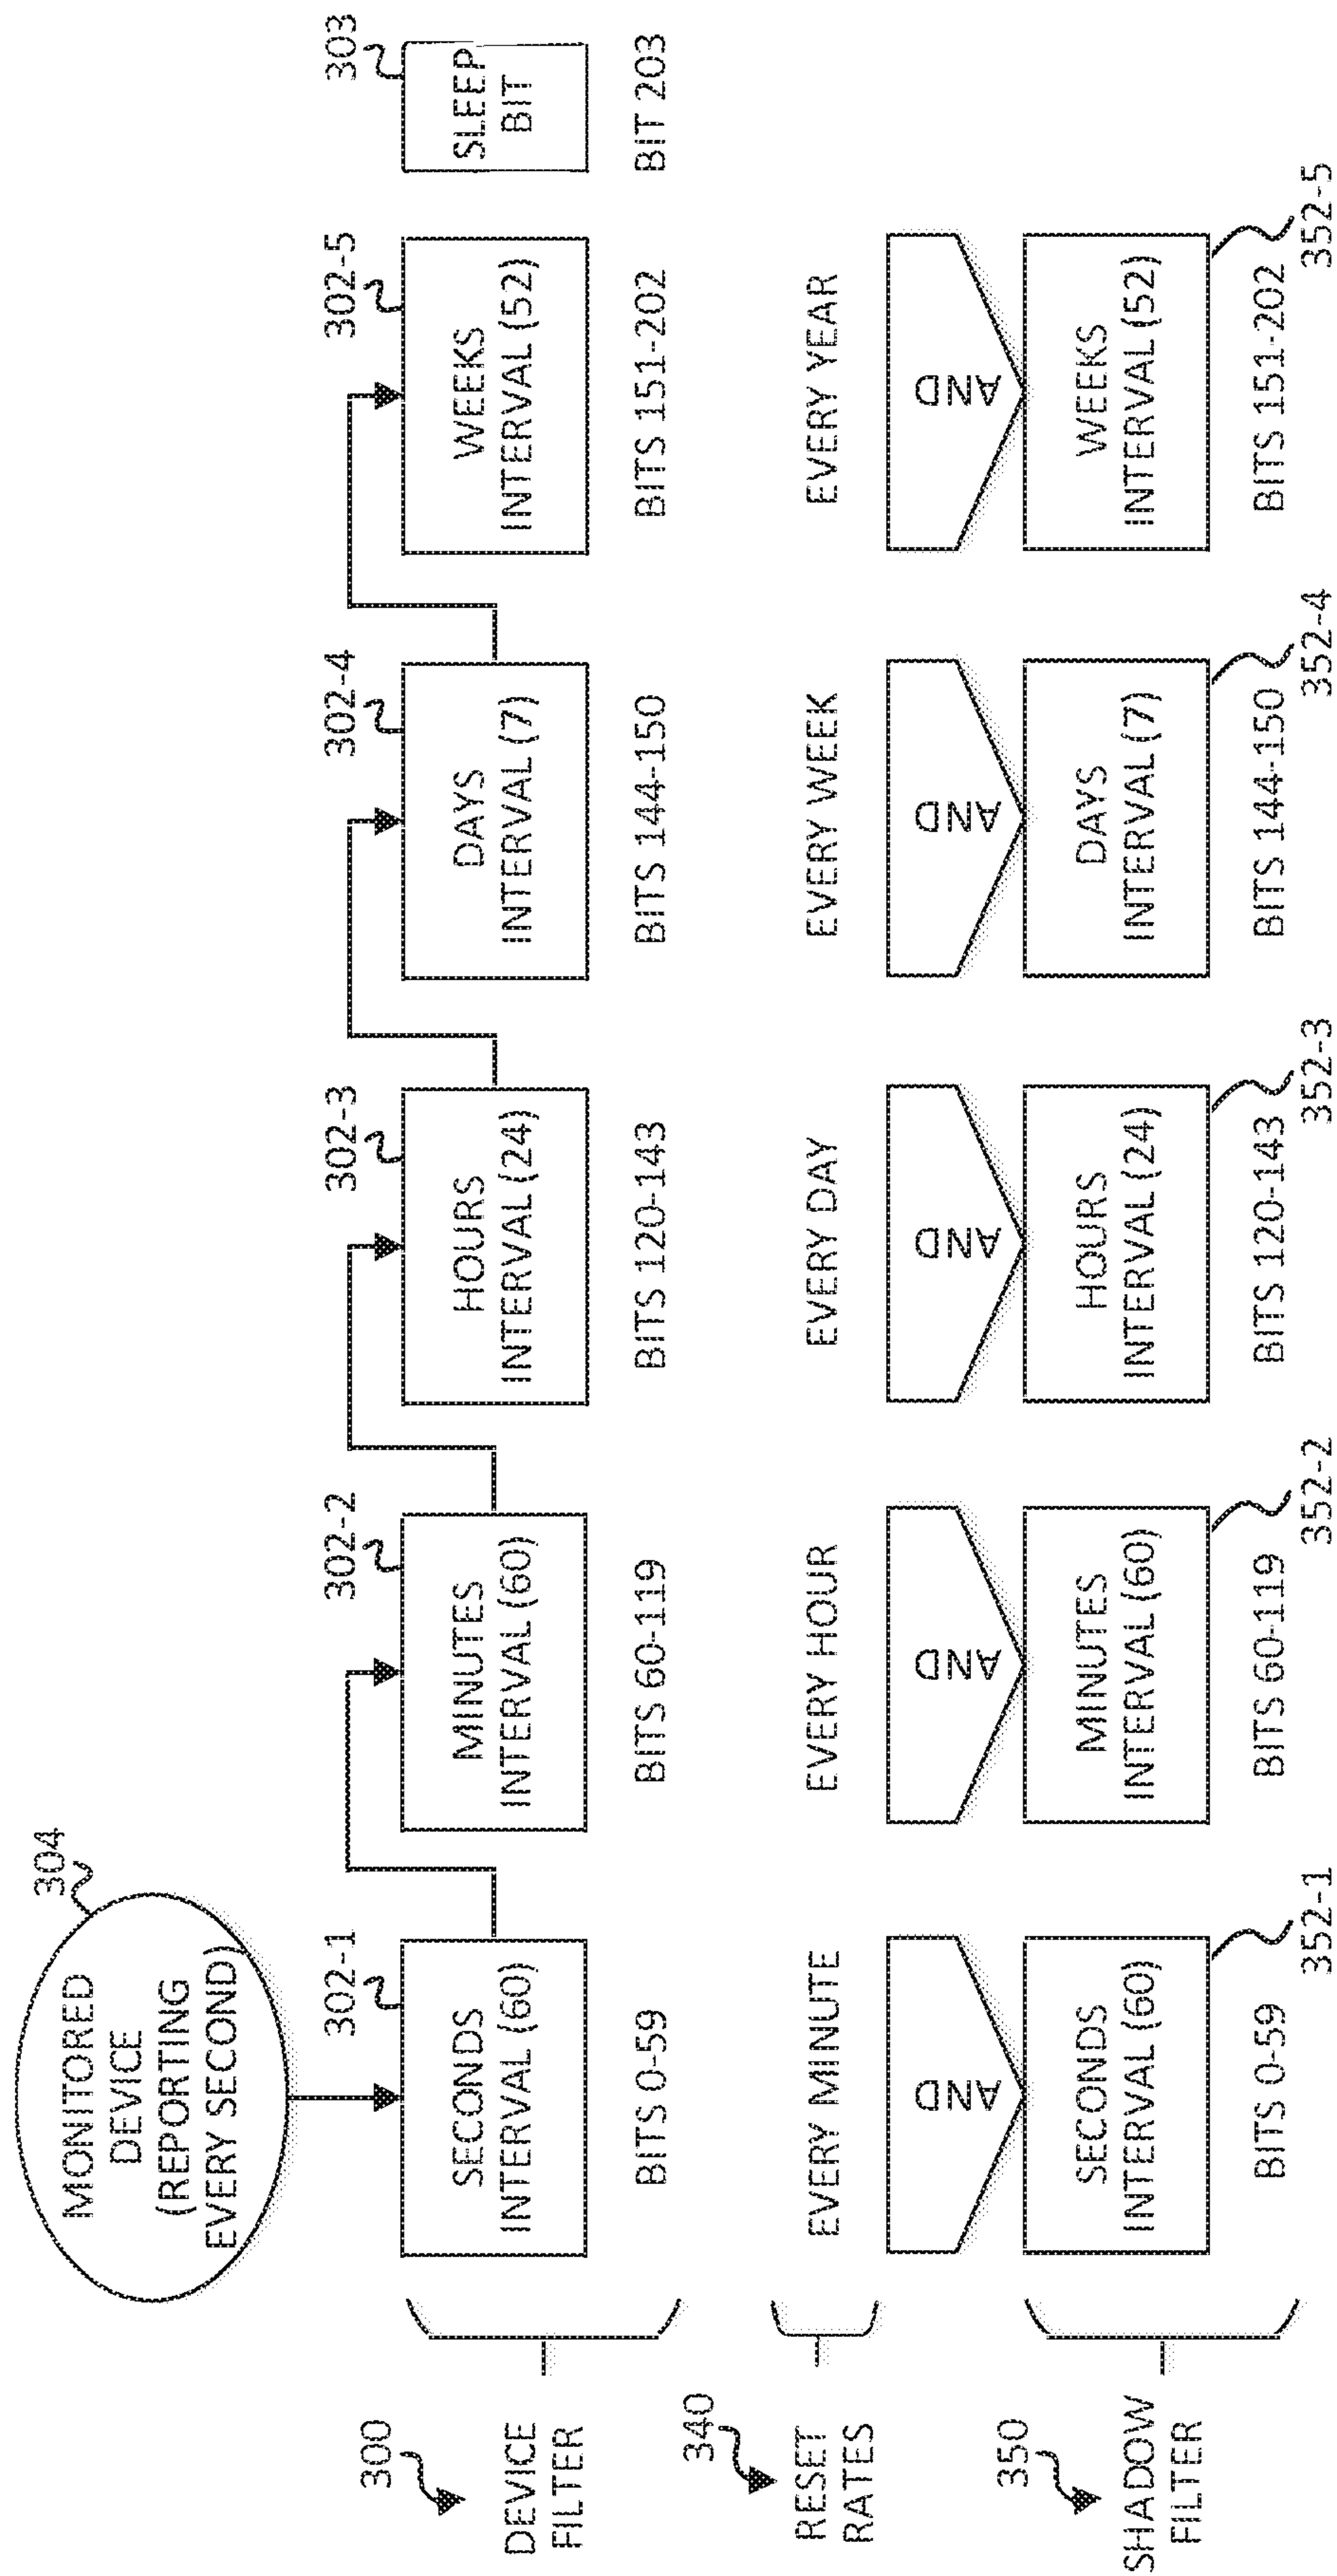 304
MONITORED
DEVICE
(REPORTING
EVERY SECOND)
300
DEVICE
FILTER
302-1
SECONDS
INTERVAL (60)
BITS 0-59
302-2
MINUTES
INTERVAL (60)
BITS 60-119
302-3
HOURS
INTERVAL (24)
BITS 120-143
302-4
DAYS
INTERVAL (7)
BITS 144-150
302-5
WEEKS
INTERVAL (52)
BITS 151-202
303
SLEEP
BIT
BIT 203
340
RESET
RATES
EVERY MINUTE
EVERY HOUR
EVERY DAY
EVERY WEEK
EVERY YEAR
350
SHADOW
FILTER
AND
SECONDS
INTERVAL (60)
BITS 0-59
352-1
AND
MINUTES
INTERVAL (60)
BITS 60-119
352-2
AND
HOURS
INTERVAL (24)
BITS 120-143
352-3
AND
DAYS
INTERVAL (7)
BITS 144-150
352-4
AND
WEEKS
INTERVAL (52)
BITS 151-202
352-5